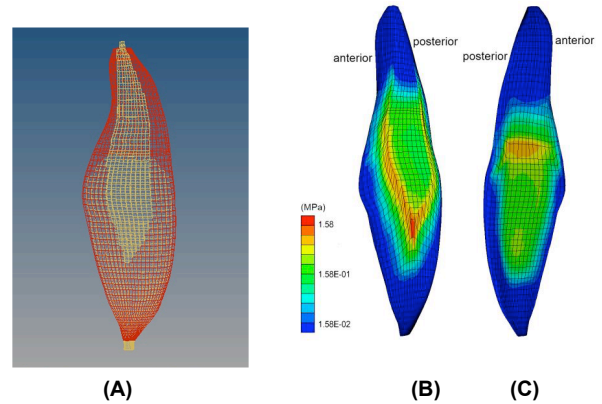 posterior
anterior
anterior
posterior
(MPa)
1.58
1.58E-01
1.58E-02
(A)
(B)
(C)